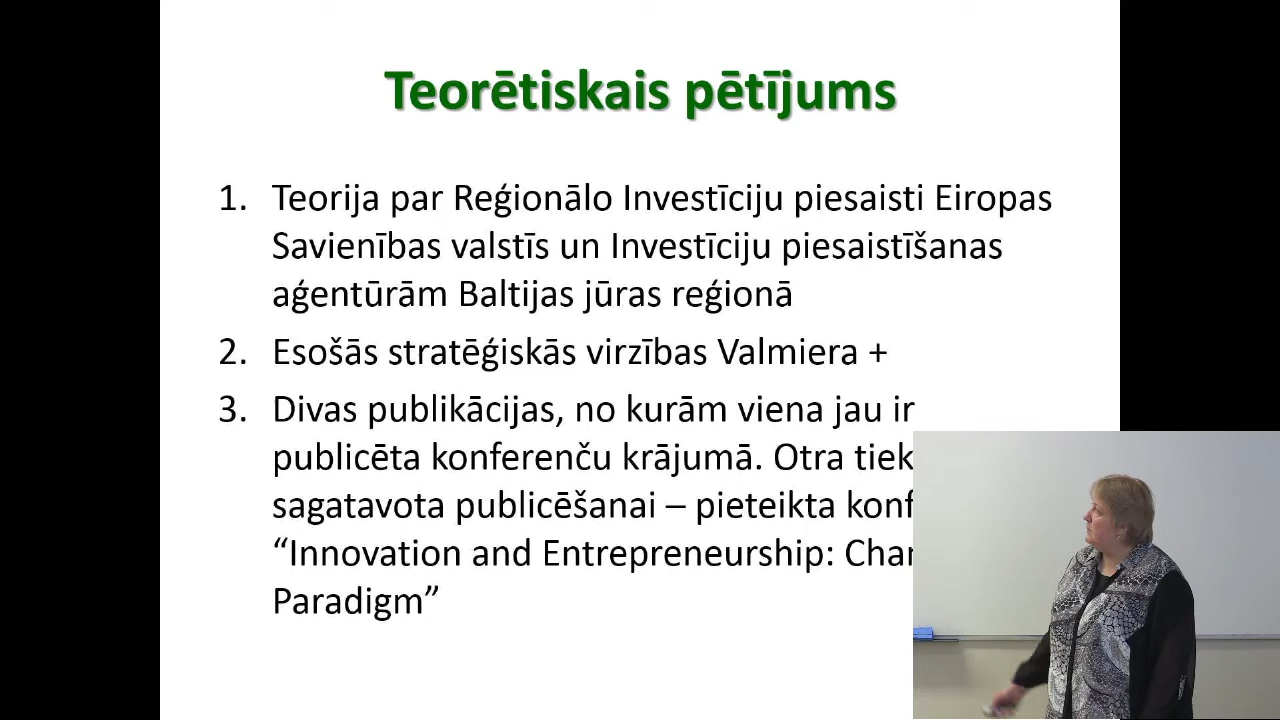 Teorētiskais pētījums
1. Teorija par Reģionālo Investīciju piesaisti Eiropas
Savienības valstīs un Investīciju piesaistīšanas
aģentūrām Baltijas jūras reģionā
2. Esošās stratēģiskās virzības Valmiera +
3. Divas publikācijas, no kurām viena jau ir
publicēta konferenču krājumā. Otra tiek
sagatavota publicēšanai – pieteikta
“Innovation and Entrepreneurship:
Paradigm”